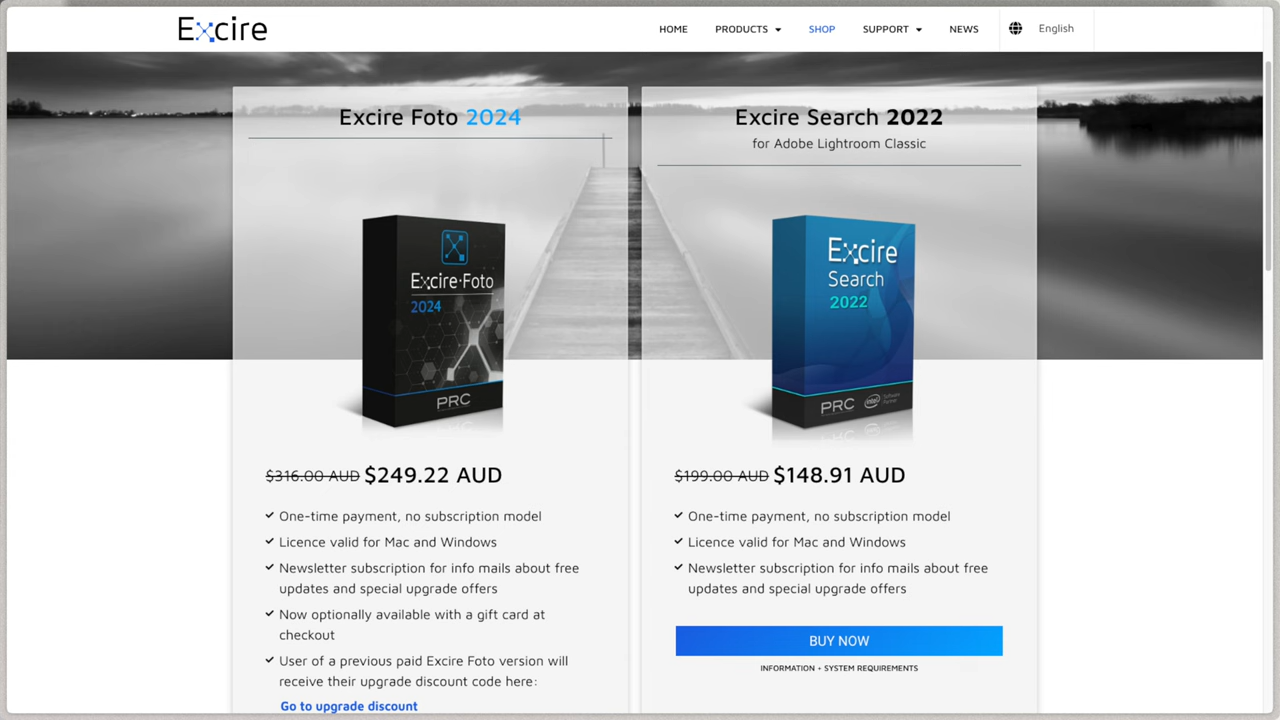 Excire
HOME PRODUCTS SHOP SUPPORT NEWS English
Excire Foto 2024
Excire·Foto
2024
PRC
$316.00 AUD $249.22 AUD
One-time payment, no subscription model
Licence valid for Mac and Windows
Newsletter subscription for info mails about free
updates and special upgrade offers
Now optionally available with a gift card at
checkout
User of a previous paid Excire Foto version will
receive their upgrade discount code here:
Go to upgrade discount
Excire Search 2022
for Adobe Lightroom Classic
Excire
Search
2022
PRC intel Software
Partner
$199.00 AUD $148.91 AUD
One-time payment, no subscription model
Licence valid for Mac and Windows
Newsletter subscription for info mails about free
updates and special upgrade offers
BUY NOW
INFORMATION + SYSTEM REQUIREMENTS